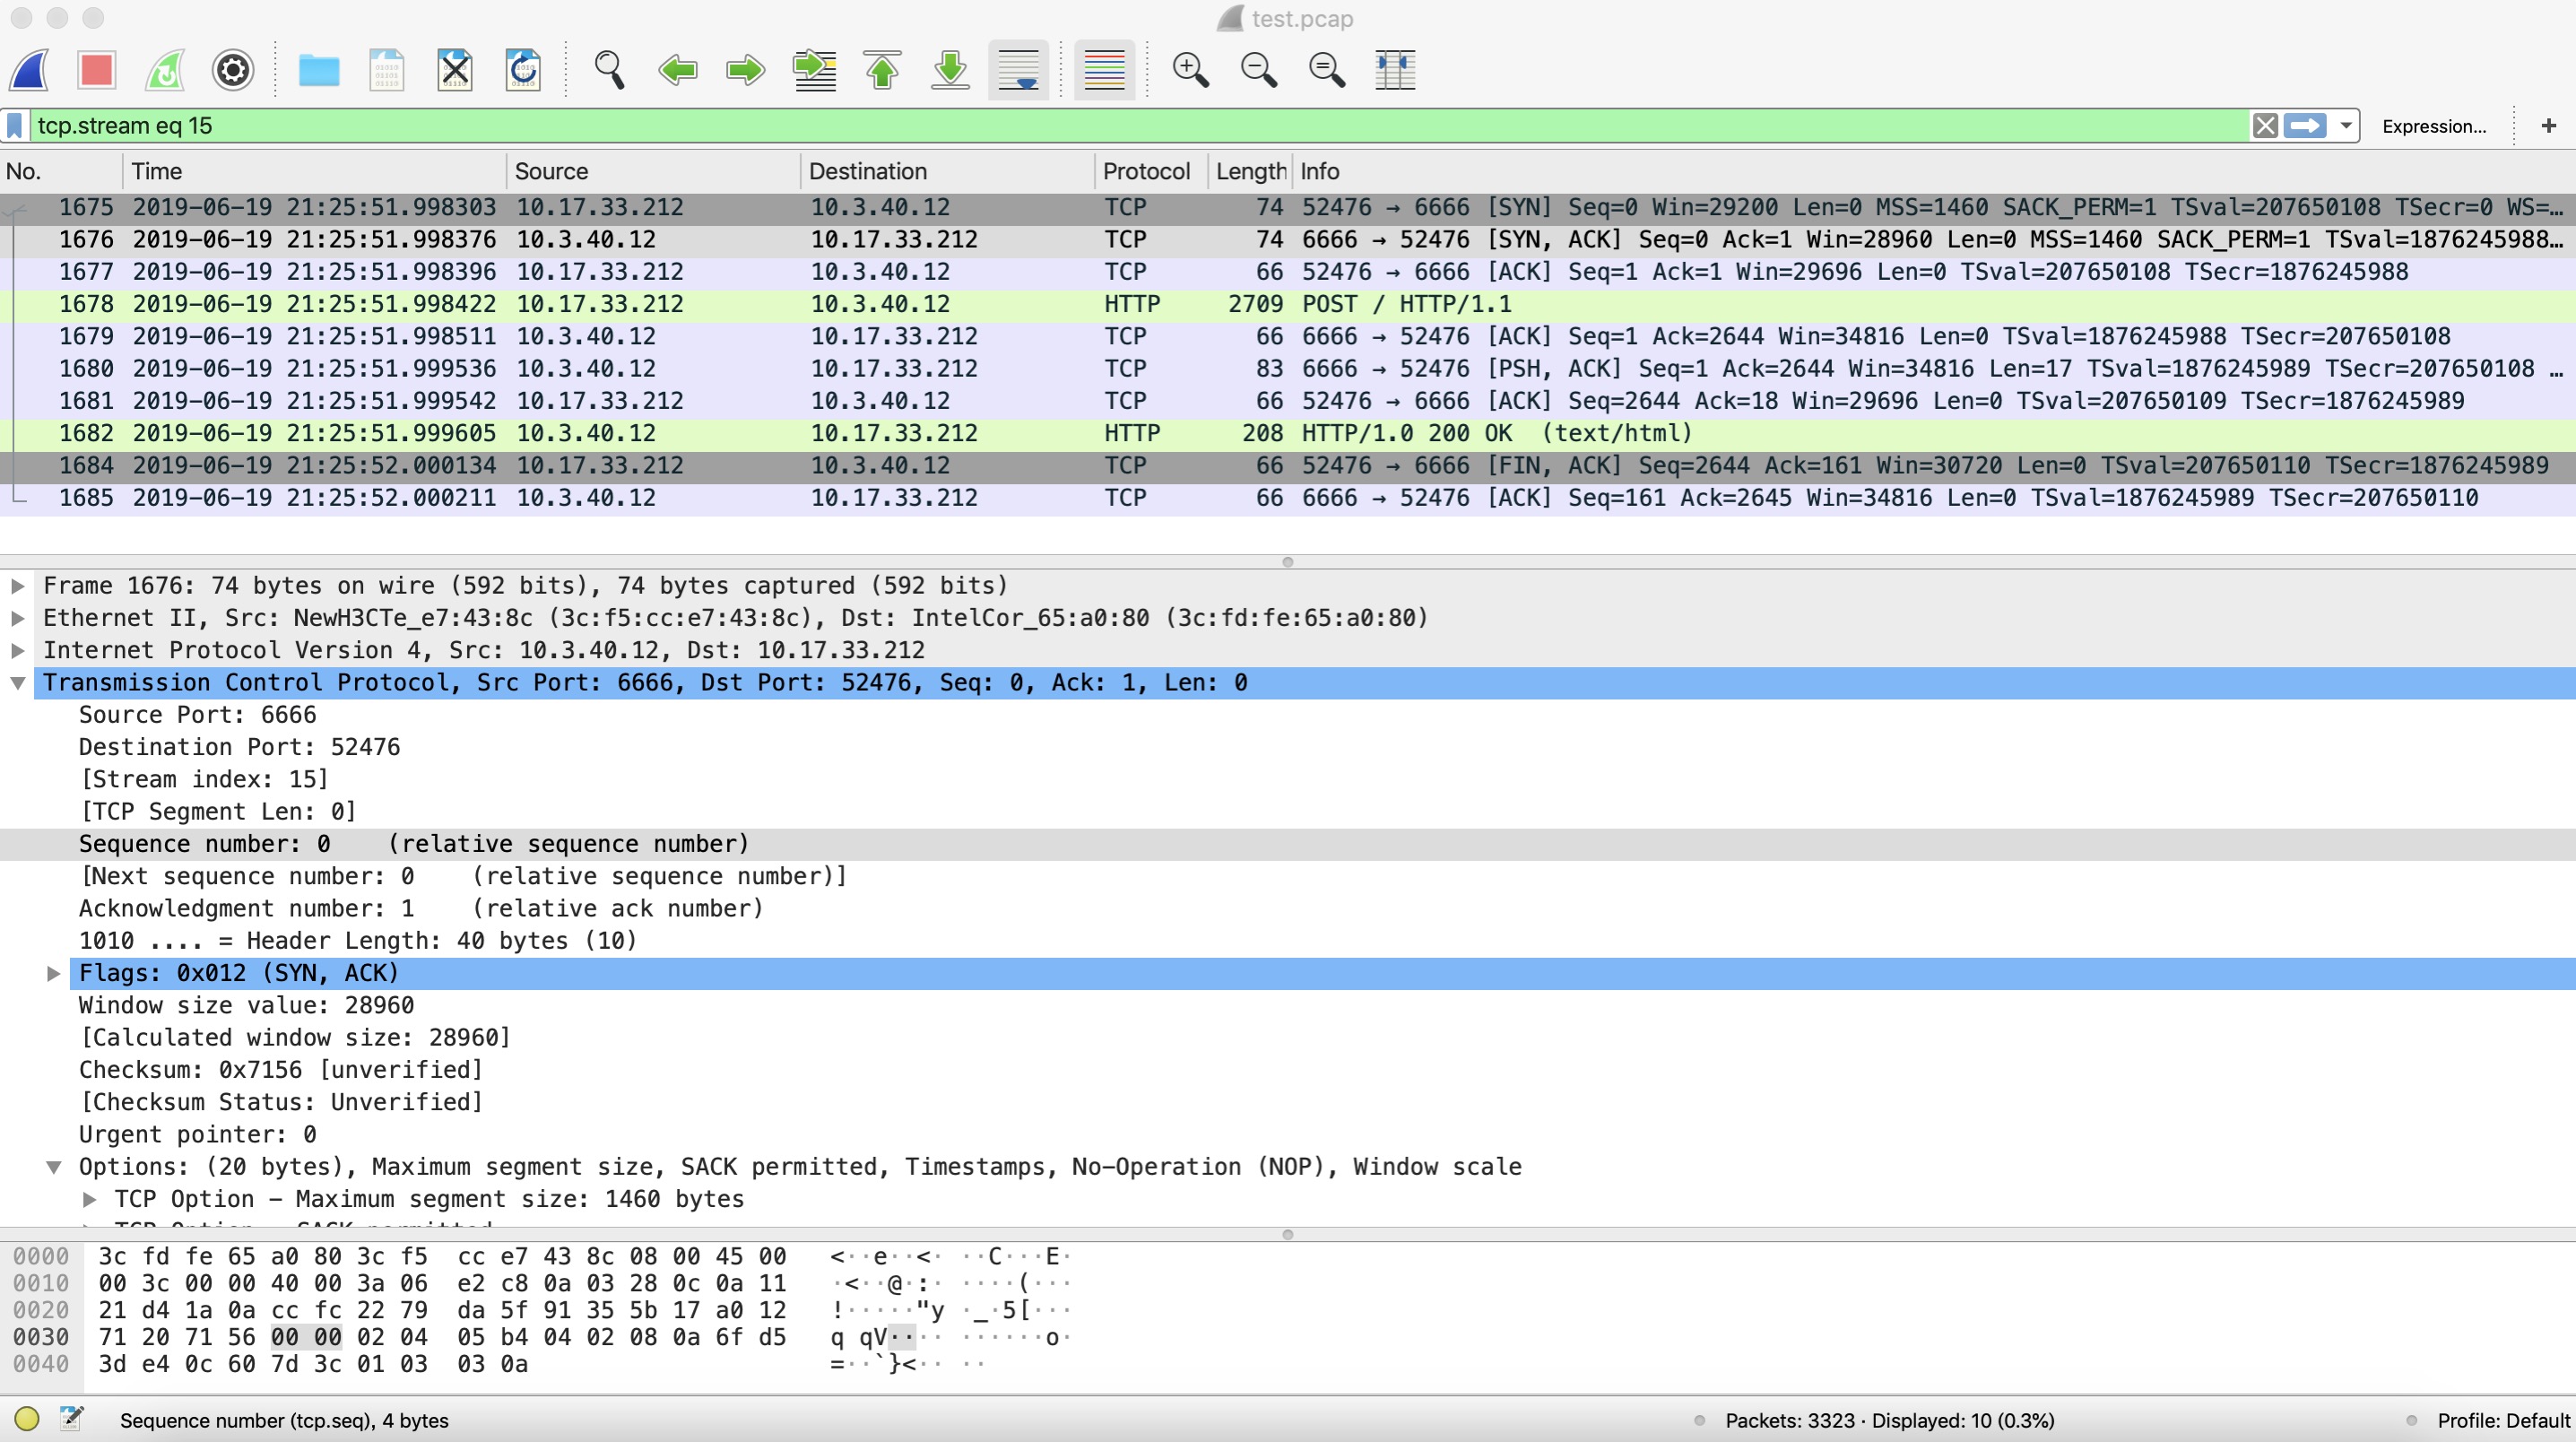 test.pcap
tcp.stream eq 15
Expression...
+
No. Time Source Destination Protocol Length Info
1675 2019-06-19 21:25:51.998303 10.17.33.212 10.3.40.12 TCP 74 52476 → 6666 [SYN] Seq=0 Win=29200 Len=0 MSS=1460 SACK_PERM=1 TSval=207650108 TSecr=0 WS=…
1676 2019-06-19 21:25:51.998376 10.3.40.12 10.17.33.212 TCP 74 6666 → 52476 [SYN, ACK] Seq=0 Ack=1 Win=28960 Len=0 MSS=1460 SACK_PERM=1 TSval=1876245988…
1677 2019-06-19 21:25:51.998396 10.17.33.212 10.3.40.12 TCP 66 52476 → 6666 [ACK] Seq=1 Ack=1 Win=29696 Len=0 TSval=207650108 TSecr=1876245988
1678 2019-06-19 21:25:51.998422 10.17.33.212 10.3.40.12 HTTP 2709 POST / HTTP/1.1
1679 2019-06-19 21:25:51.998511 10.3.40.12 10.17.33.212 TCP 66 6666 → 52476 [ACK] Seq=1 Ack=2644 Win=34816 Len=0 TSval=1876245988 TSecr=207650108
1680 2019-06-19 21:25:51.999536 10.3.40.12 10.17.33.212 TCP 83 6666 → 52476 [PSH, ACK] Seq=1 Ack=2644 Win=34816 Len=17 TSval=1876245989 TSecr=207650108 …
1681 2019-06-19 21:25:51.999542 10.17.33.212 10.3.40.12 TCP 66 52476 → 6666 [ACK] Seq=2644 Ack=18 Win=29696 Len=0 TSval=207650109 TSecr=1876245989
1682 2019-06-19 21:25:51.999605 10.3.40.12 10.17.33.212 HTTP 208 HTTP/1.0 200 OK (text/html)
1684 2019-06-19 21:25:52.000134 10.17.33.212 10.3.40.12 TCP 66 52476 → 6666 [FIN, ACK] Seq=2644 Ack=161 Win=30720 Len=0 TSval=207650110 TSecr=1876245989
1685 2019-06-19 21:25:52.000211 10.3.40.12 10.17.33.212 TCP 66 6666 → 52476 [ACK] Seq=161 Ack=2645 Win=34816 Len=0 TSval=1876245989 TSecr=207650110
Frame 1676: 74 bytes on wire (592 bits), 74 bytes captured (592 bits)
Ethernet II, Src: NewH3CTe_e7:43:8c (3c:f5:cc:e7:43:8c), Dst: IntelCor_65:a0:80 (3c:fd:fe:65:a0:80)
Internet Protocol Version 4, Src: 10.3.40.12, Dst: 10.17.33.212
Transmission Control Protocol, Src Port: 6666, Dst Port: 52476, Seq: 0, Ack: 1, Len: 0
Source Port: 6666
Destination Port: 52476
[Stream index: 15]
[TCP Segment Len: 0]
Sequence number: 0 (relative sequence number)
[Next sequence number: 0 (relative sequence number)]
Acknowledgment number: 1 (relative ack number)
1010 .... = Header Length: 40 bytes (10)
Flags: 0x012 (SYN, ACK)
Window size value: 28960
[Calculated window size: 28960]
Checksum: 0x7156 [unverified]
[Checksum Status: Unverified]
Urgent pointer: 0
Options: (20 bytes), Maximum segment size, SACK permitted, Timestamps, No-Operation (NOP), Window scale
TCP Option – Maximum segment size: 1460 bytes
TCP Option – SACK permitted
0000 3c fd fe 65 a0 80 3c f5 cc e7 43 8c 08 00 45 00 <··e··<· ··C···E·
0010 00 3c 00 00 40 00 3a 06 e2 c8 0a 03 28 0c 0a 11 ·<··@·:· ····(···
0020 21 d4 1a 0a cc fc 22 79 da 5f 91 35 5b 17 a0 12 !·····"y ·_·5[···
0030 71 20 71 56 00 00 02 04 05 b4 04 02 08 0a 6f d5 q qV···· ······o·
0040 3d e4 0c 60 7d 3c 01 03 03 0a =··`}<·· ··
Sequence number (tcp.seq), 4 bytes
Packets: 3323 · Displayed: 10 (0.3%)
Profile: Default